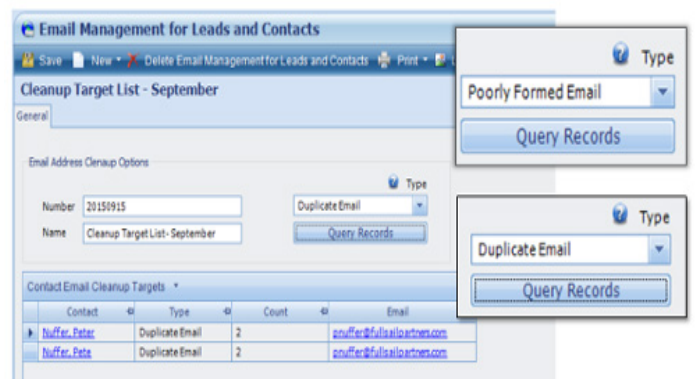 Email Management for Leads and Contacts
Save New Delete Email Management for Leads and Contacts Print
Cleanup Target List - September
General
Email Address Clenaup Options
Type
Number 20150915 Duplicate Email
Name Cleanup Target List - September Query Records
Contact Email Cleanup Targets
Contact Type Count Email
Nuffer, Peter Duplicate Email 2 pnuffer@fullsailpartners.com
Nuffer, Pete Duplicate Email 2 pnuffer@fullsailpartners.com
Type
Poorly Formed Email
Query Records
Type
Duplicate Email
Query Records